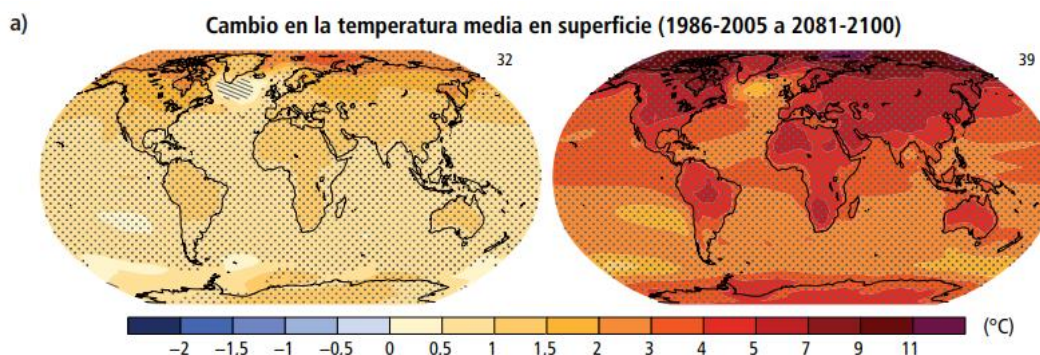 a) Cambio en la temperatura media en superficie (1986-2005 a 2081-2100)
32 39
−2 −1.5 −1 −0.5 0 0.5 1 1.5 2 3 4 5 7 9 11 (°C)